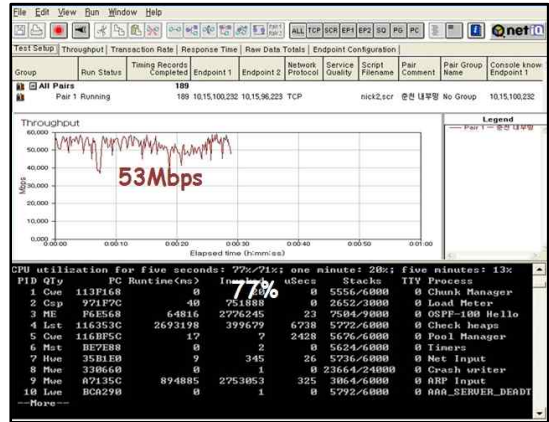 File Edit View Run Window Help
ALL TCP SCR EP1 EP2 SQ PG PC
Qneti
Test Setup Throughput Transaction Rate Response Time Raw Data Totals Endpoint Configuration
Group Run Status Timing Records Completed Endpoint 1 Endpoint 2 Network Protocol Service Quality Script Filename Pair Comment Pair Group Name Console know Endpoint 1
All Pairs 189
Pair 1 Running 189 10,15,100,232 10,15,96,223 TCP nick2,scr 춘천 내부망 No Group 10,15,100,232
Throughput
Legend
Pair 1 -- 춘천 내부망
60,000
50,000
40,000
30,000
20,000
10,000
0,000
Mbps
53Mbps
0:00:00 0:00:10 0:00:20 0:00:30 0:00:40 0:00:50 0:01:00
Elapsed time (h:mm:ss)
CPU utilization for five seconds: 77%/71%; one minute: 20%; five minutes: 13%
PID QTy PC Runtime(ms) uSecs Stacks TTY Process
77%
1 Cwe 113F168 0 20 0 5556/6000 0 Chunk Manager
2 Csp 971F7C 40 751888 0 2652/3000 0 Load Meter
3 ME F6E568 64816 2776245 23 7504/9000 0 OSPF-100 Hello
4 Lst 116353C 2693198 399679 6738 5772/6000 0 Check heaps
5 Cwe 116BF5C 17 7 2428 5676/6000 0 Pool Manager
6 Mst BE7E88 0 2 0 5624/6000 0 Timers
7 Hwe 35B1E0 9 345 26 5736/6000 0 Net Input
8 Mwe 330660 0 1 0 23664/24000 0 Crash writer
9 Mwe A7135C 894885 2753053 325 3064/6000 0 ARP Input
10 Lwe BCA290 0 1 0 5792/6000 0 AAA_SERVER_DEADT
--More--